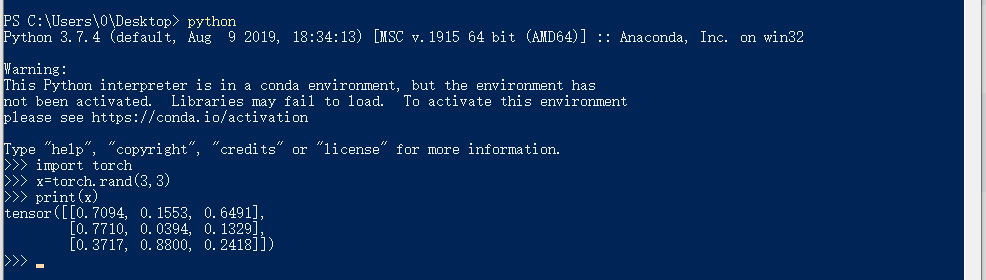 PS C:\Users\0\Desktop> python
Python 3.7.4 (default, Aug  9 2019, 18:34:13) [MSC v.1915 64 bit (AMD64)] :: Anaconda, Inc. on win32
Warning:
This Python interpreter is in a conda environment, but the environment has
not been activated.  Libraries may fail to load.  To activate this environment
please see https://conda.io/activation
Type "help", "copyright", "credits" or "license" for more information.
>>> import torch
>>> x=torch.rand(3,3)
>>> print(x)
tensor([[0.7094, 0.1553, 0.6491],
        [0.7710, 0.0394, 0.1329],
        [0.3717, 0.8800, 0.2418]])
>>> _